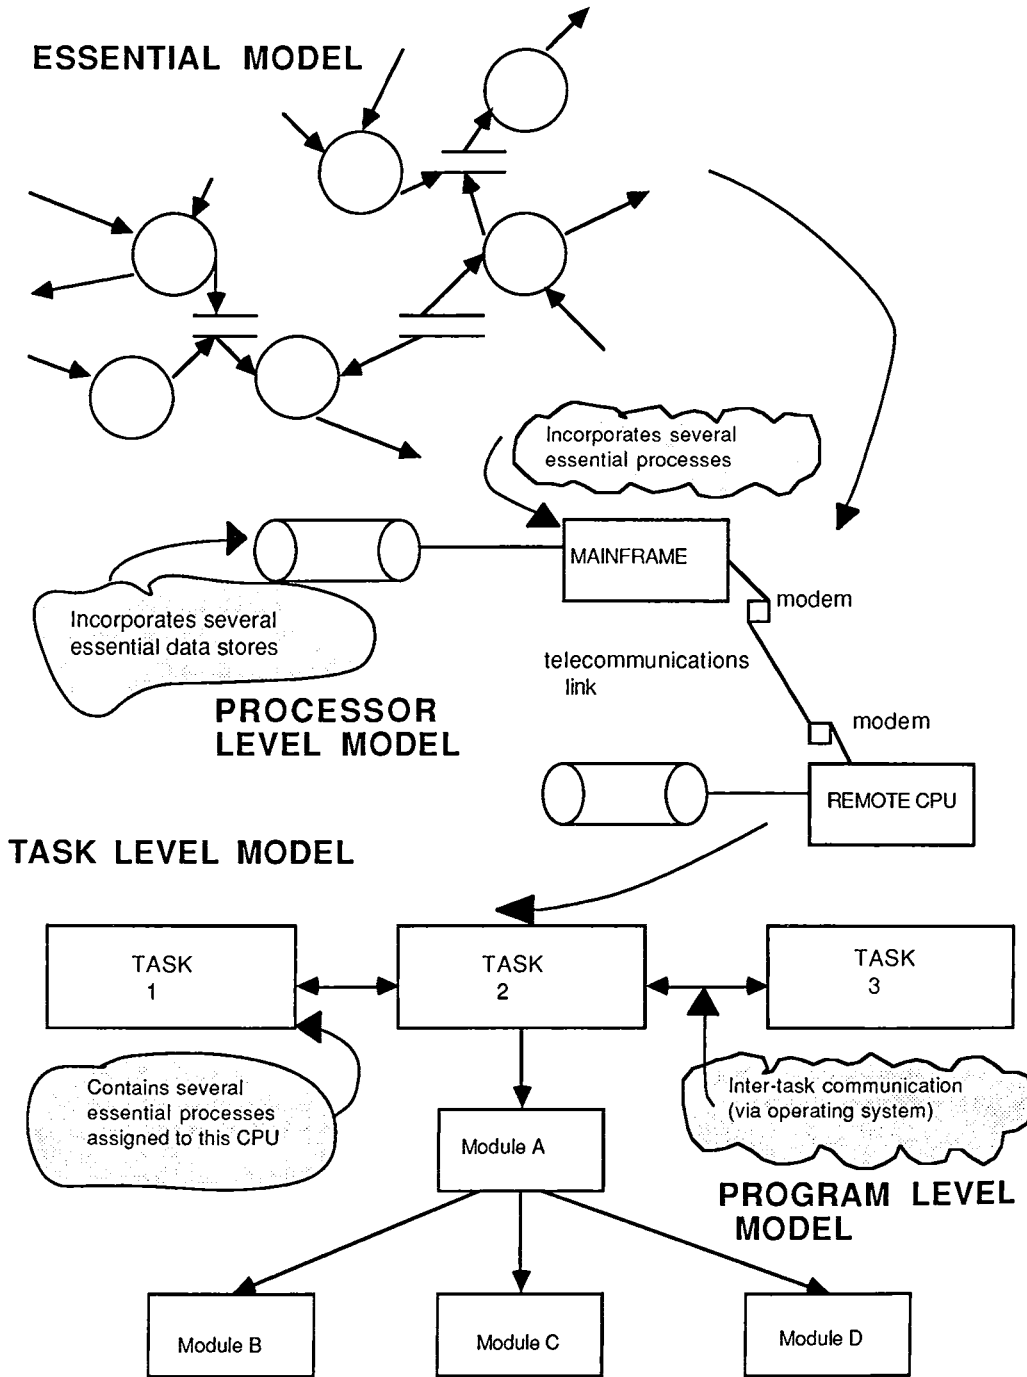 ESSENTIAL MODEL
Incorporates several
essential processes
MAINFRAME
modem
Incorporates several
essential data stores
telecommunications
link
PROCESSOR
LEVEL MODEL
modem
REMOTE CPU
TASK LEVEL MODEL
TASK
1
TASK
2
TASK
3
Contains several
essential processes
assigned to this CPU
Inter-task communication
(via operating system)
Module A
PROGRAM LEVEL
MODEL
Module B
Module C
Module D